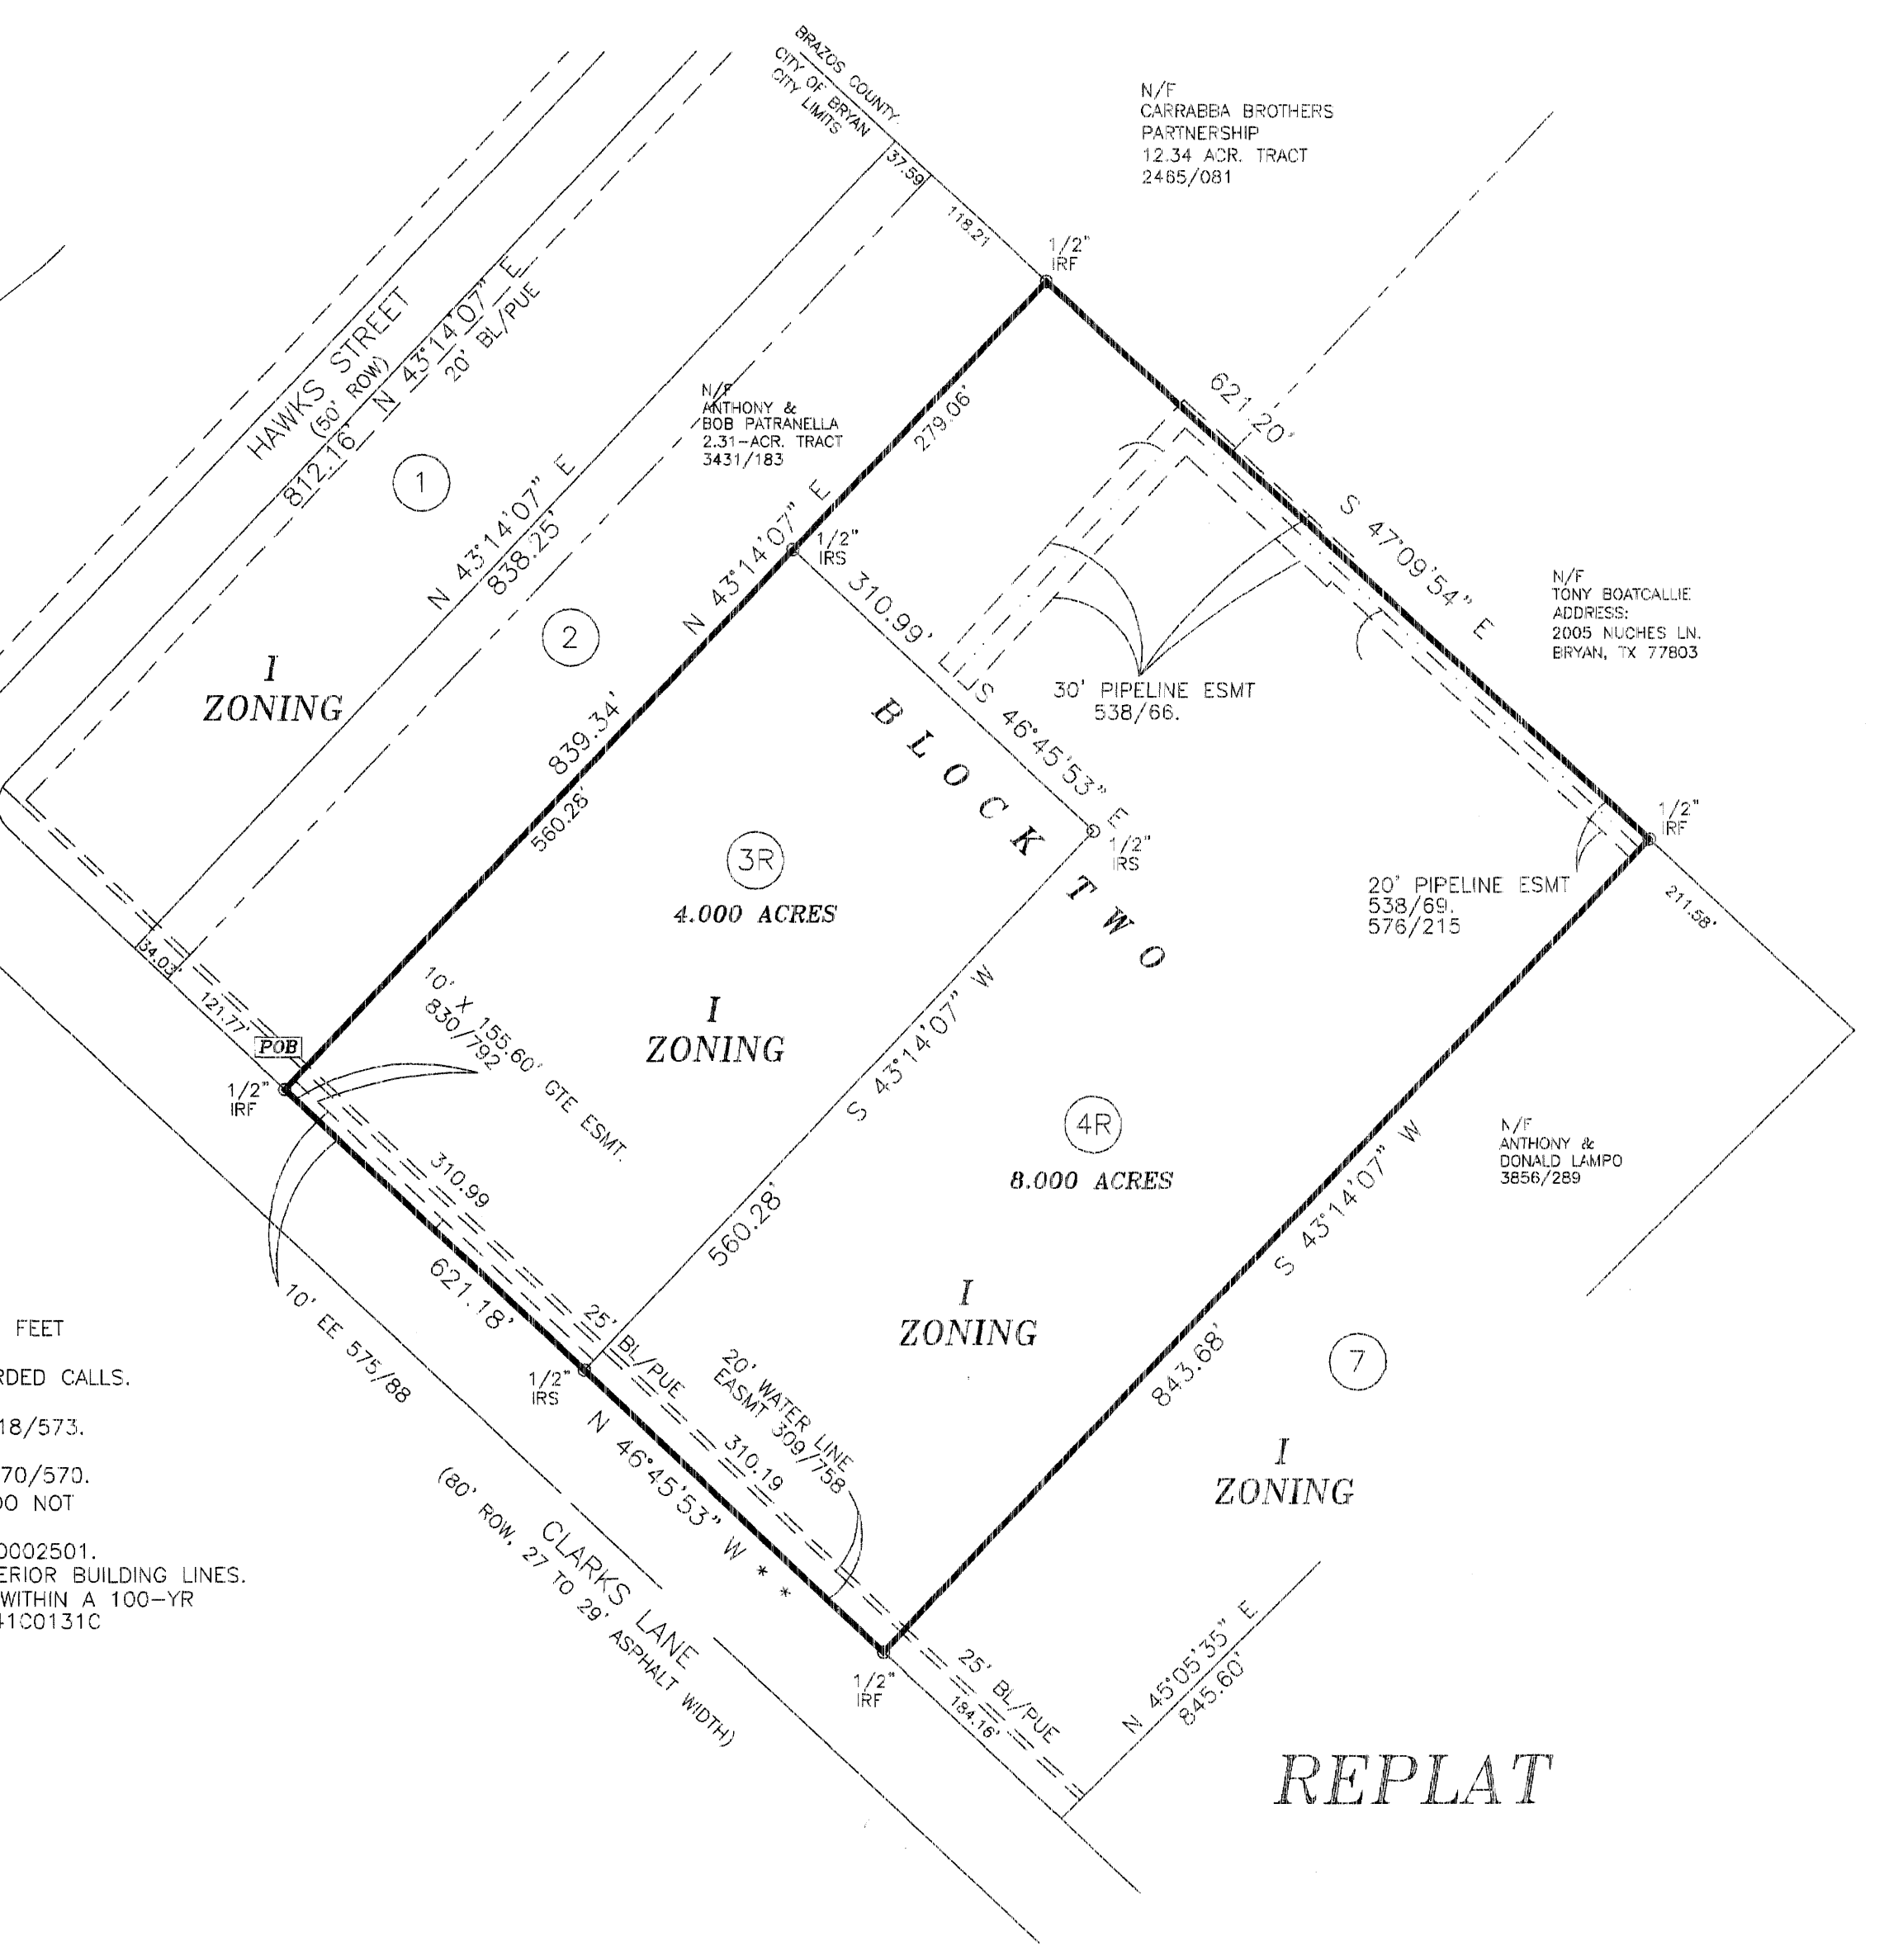 BRAZOS COUNTY.
CITY OF BRYAN
CITY LIMITS
N/F
CARRABBA BROTHERS
PARTNERSHIP
12.34 ACR. TRACT
2465/081
37.59
118.21
1/2"
IRF
HAWKS STREET
(50' ROW)
812.16' N 43°14'07" E
20' BL/PUE
1
N/F
ANTHONY &
BOB PATRANELLA
2.31-ACR. TRACT
3431/183
279.06'
621.20'
S 47°09'54" E
N 43°14'07" E
838.25'
N 43°14'07" E
839.34'
560.28'
1/2"
IRS
310.99'
S 46°45'53" E
30' PIPELINE ESMT
538/66.
N/F
TONY BOATCALLIE
ADDRESS:
2005 NUCHES LN.
BRYAN, TX 77803
2
I
ZONING
BLOCK TWO
1/2"
IRS
1/2"
IRF
20' PIPELINE ESMT
538/69.
576/215
211.58'
3R
4.000 ACRES
I
ZONING
34.03'
121.77'
POB
1/2"
IRF
10' X 155.60' GTE ESMT.
830/792
S 43°14'07" W
560.28'
4R
8.000 ACRES
I
ZONING
N/F
ANTHONY &
DONALD LAMPO
3856/289
S 43°14'07" W
843.68'
310.99
621.18'
10' EE 575/88
25' BL/PUE
20' WATER LINE
EASMT 309/758
310.19
1/2"
IRS
N 46°45'53" W * *
7
I
ZONING
FEET
RDED CALLS.
18/573.
70/570.
DO NOT
0002501.
ERIOR BUILDING LINES.
WITHIN A 100-YR
41C0131C
CLARKS LANE
(80' ROW, 27 TO 29' ASPHALT WIDTH)
1/2"
IRF
25' BL/PUE
184.16'
N 45°05'35" E
845.60'
REPLAT